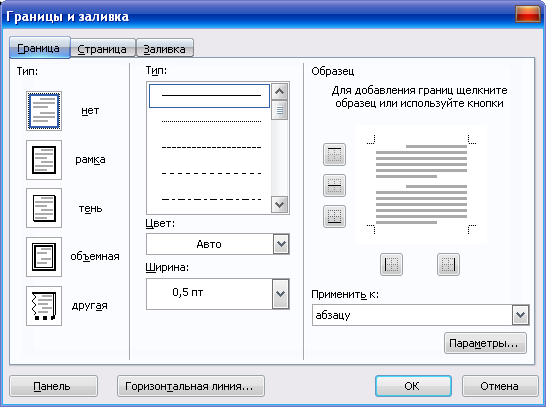 Границы и заливка
Граница
Страница
Заливка
Тип:
нет
рамка
тень
объемная
другая
Тип:
Цвет:
Авто
Ширина:
0,5 пт
Образец
Для добавления границ щелкните
образец или используйте кнопки
Применить к:
абзацу
Параметры...
Панель
Горизонтальная линия...
ОК
Отмена